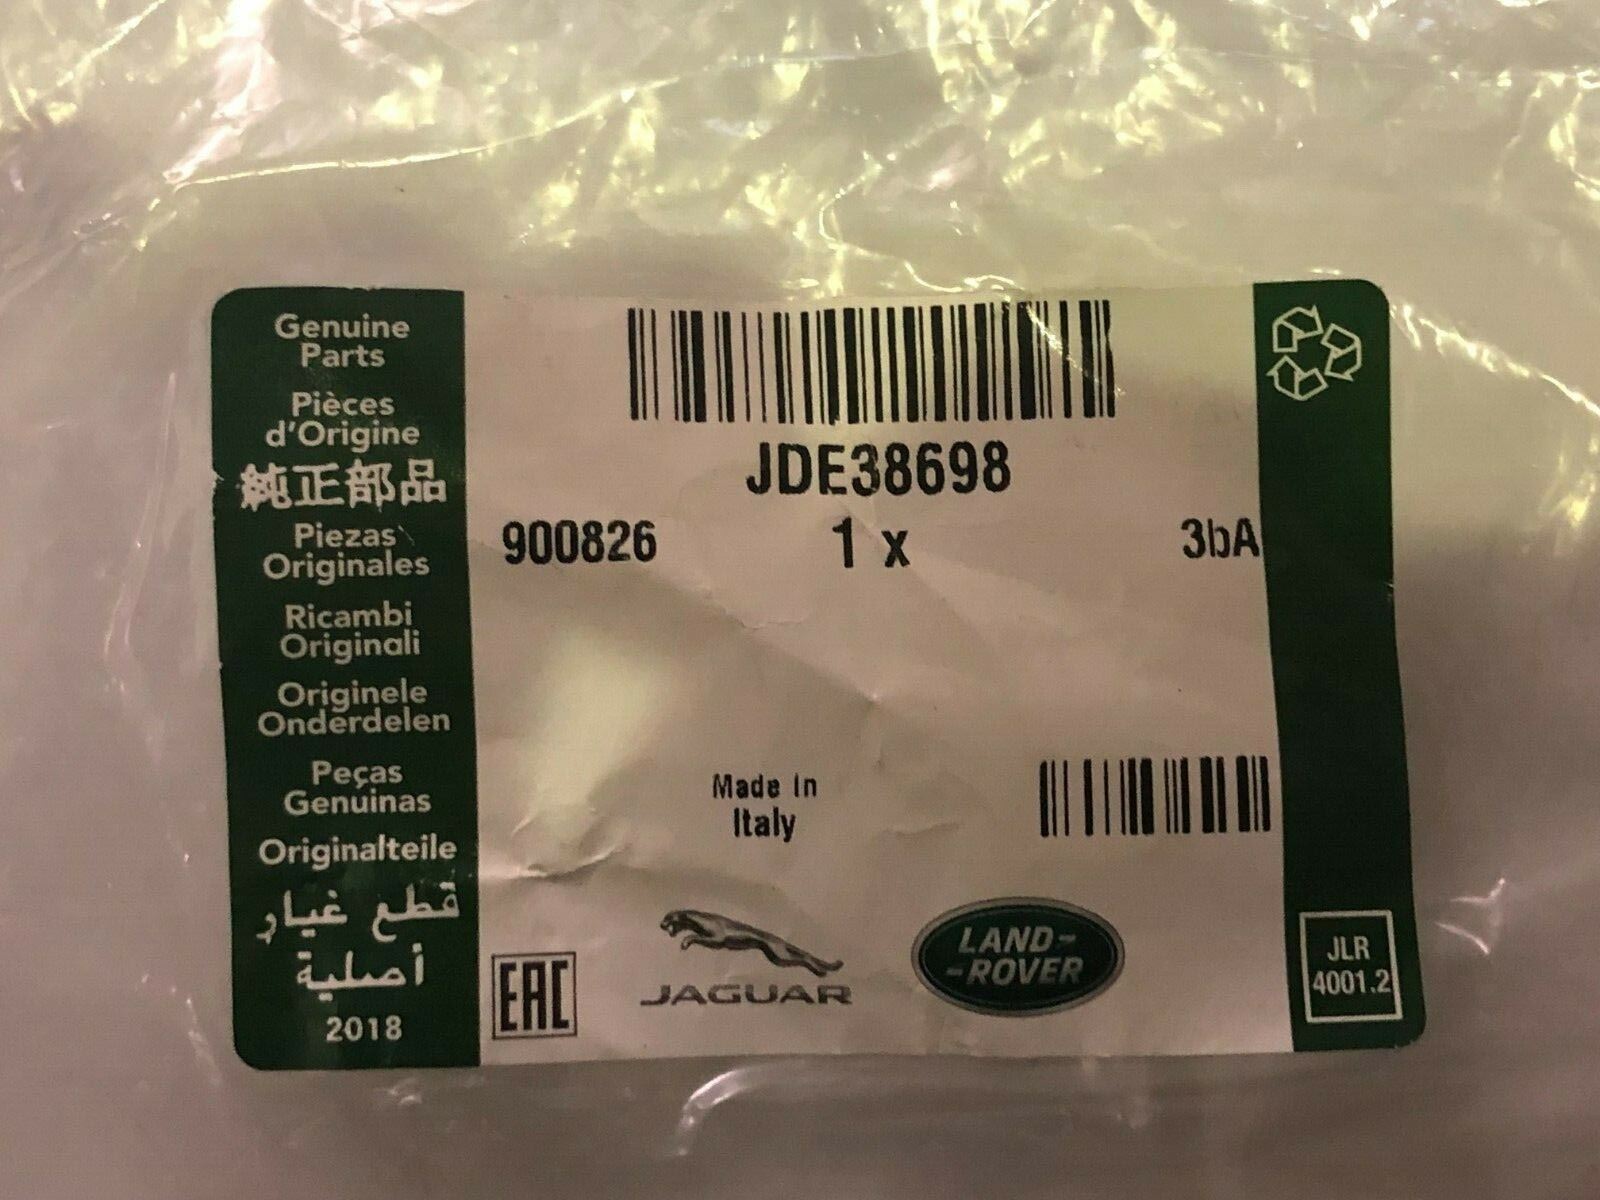 Genuine
Parts
Pièces
d'Origine
純正部品
Piezas
Originales
Ricambi
Originali
Originele
Onderdelen
Peças
Genuinas
Originalteile
قطع غيار
أصلية
2018
JDE38698
900826 1 x 3bA
Made In
Italy
EAC
JAGUAR
LAND-
-ROVER
JLR
4001.2